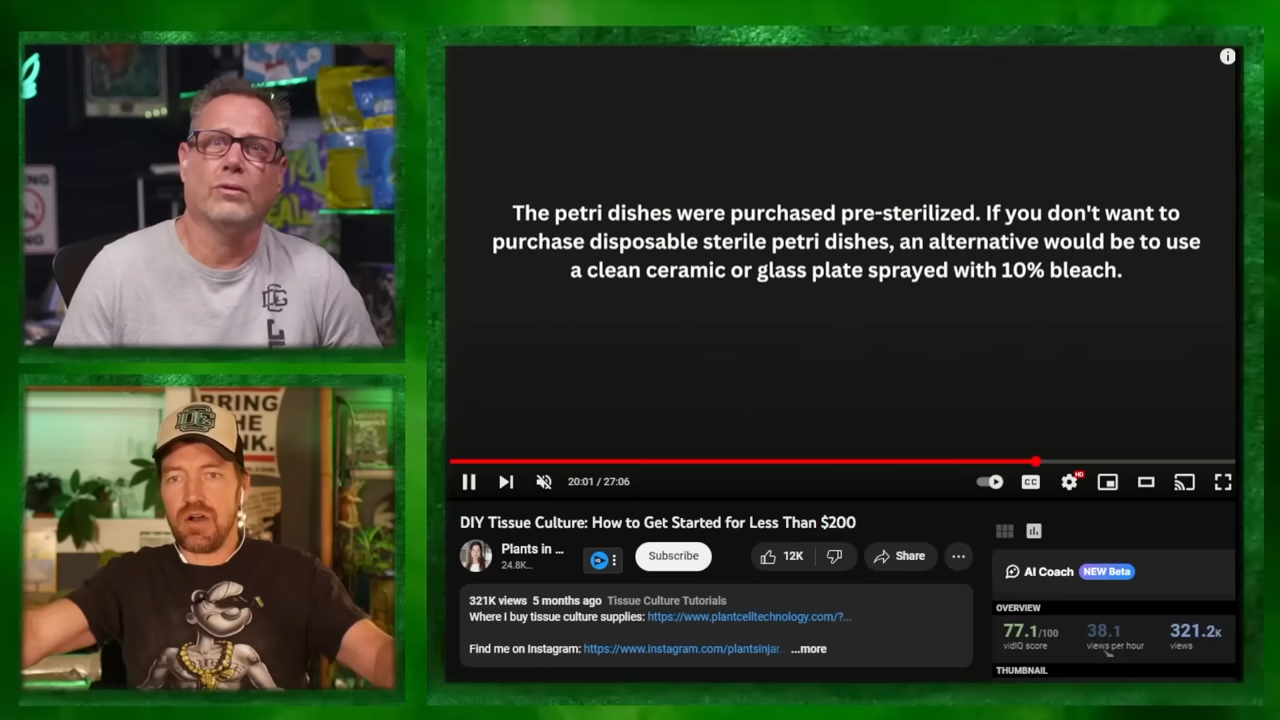 NG
NG
BRING
THE
NK.
The petri dishes were purchased pre-sterilized. If you don't want to
purchase disposable sterile petri dishes, an alternative would be to use
a clean ceramic or glass plate sprayed with 10% bleach.
20:01 / 27:06
CC
HD
DIY Tissue Culture: How to Get Started for Less Than $200
Plants in ...
24.8K...
Subscribe
12K
Share
321K views 5 months ago Tissue Culture Tutorials
Where I buy tissue culture supplies: https://www.plantcelltechnology.com/?...
Find me on Instagram: https://www.instagram.com/plantsinjar... ...more
AI Coach NEW Beta
OVERVIEW
77.1/100
vidIQ score
38.1
views per hour
321.2K
views
THUMBNAIL